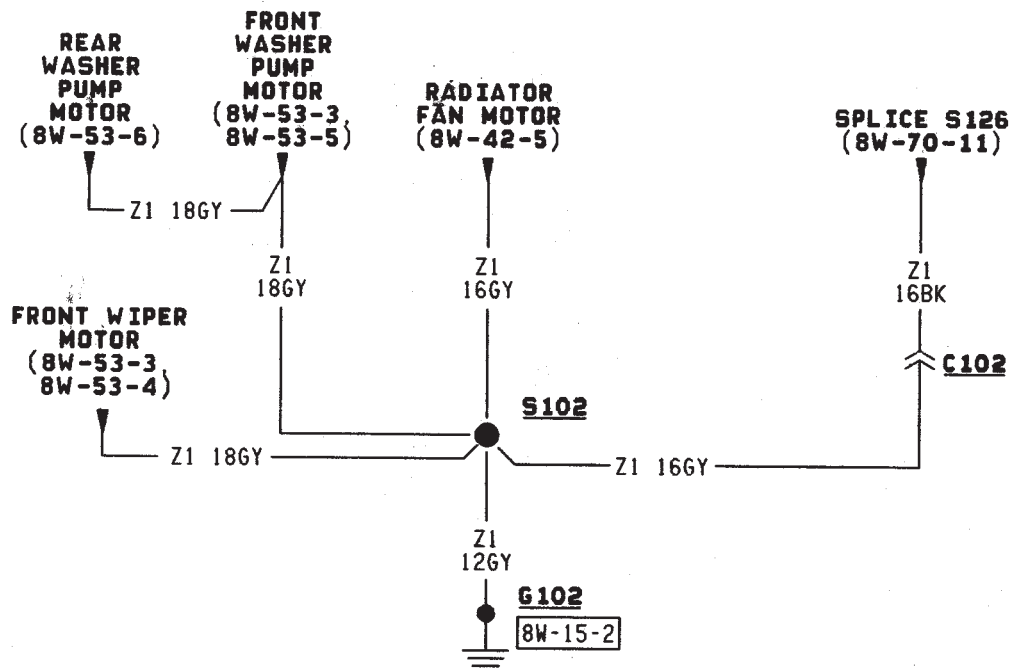 REAR
WASHER
PUMP
MOTOR
(8W-53-6)
FRONT
WASHER
PUMP
MOTOR
(8W-53-3,
8W-53-5)
RADIATOR
FAN MOTOR
(8W-42-5)
SPLICE S126
(8W-70-11)
Z1 18GY
Z1
18GY
Z1
16GY
Z1
16BK
FRONT WIPER
MOTOR
(8W-53-3,
8W-53-4)
C102
S102
Z1 18GY
Z1 16GY
Z1
12GY
G102
8W-15-2